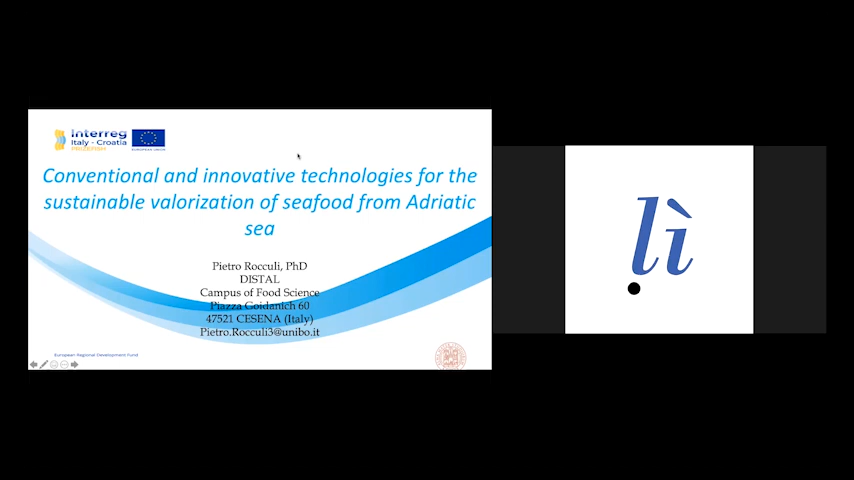 Interreg
Italy - Croatia
PRIZEFISH
EUROPEAN UNION
Conventional and innovative technologies for the
sustainable valorization of seafood from Adriatic
sea
Pietro Rocculi, PhD
DISTAL
Campus of Food Science
Piazza Goidanich 60
47521 CESENA (Italy)
Pietro.Rocculi3@unibo.it
European Regional Development Fund
lì